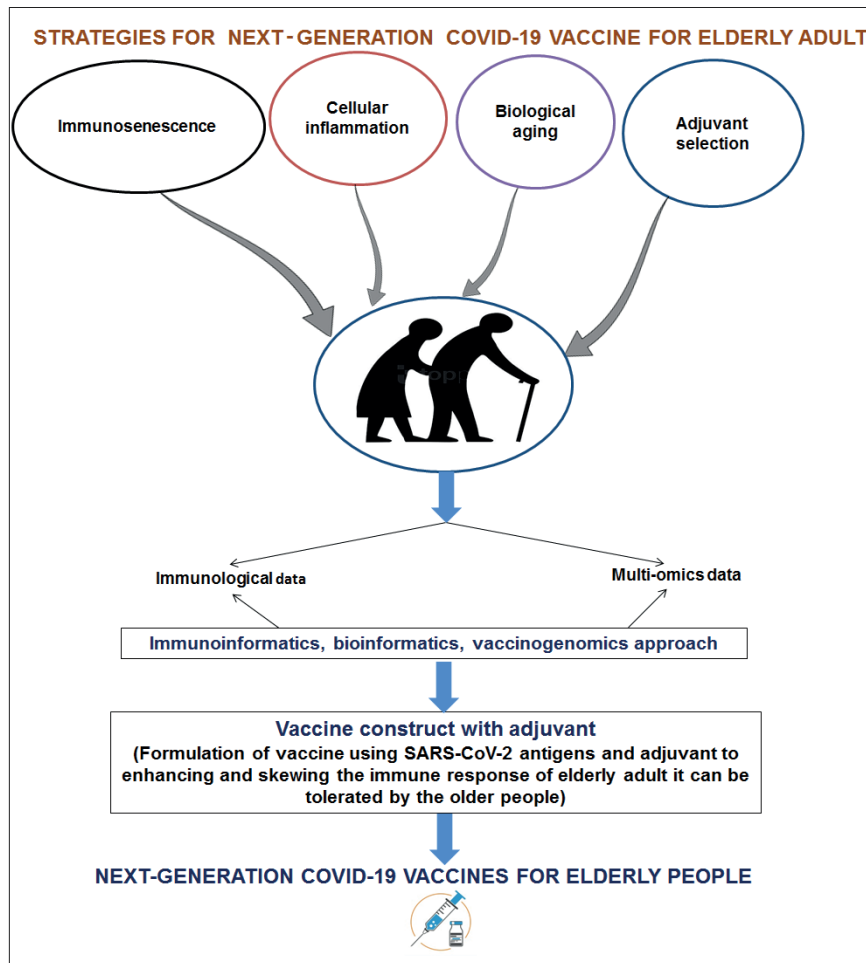 STRATEGIES FOR NEXT-GENERATION COVID-19 VACCINE FOR ELDERLY ADULT
Immunosenescence
Cellular
inflammation
Biological
aging
Adjuvant
selection
Immunological data
Multi-omics data
Immunoinformatics, bioinformatics, vaccinogenomics approach
Vaccine construct with adjuvant
(Formulation of vaccine using SARS-CoV-2 antigens and adjuvant to
enhancing and skewing the immune response of elderly adult it can be
tolerated by the older people)
NEXT-GENERATION COVID-19 VACCINES FOR ELDERLY PEOPLE